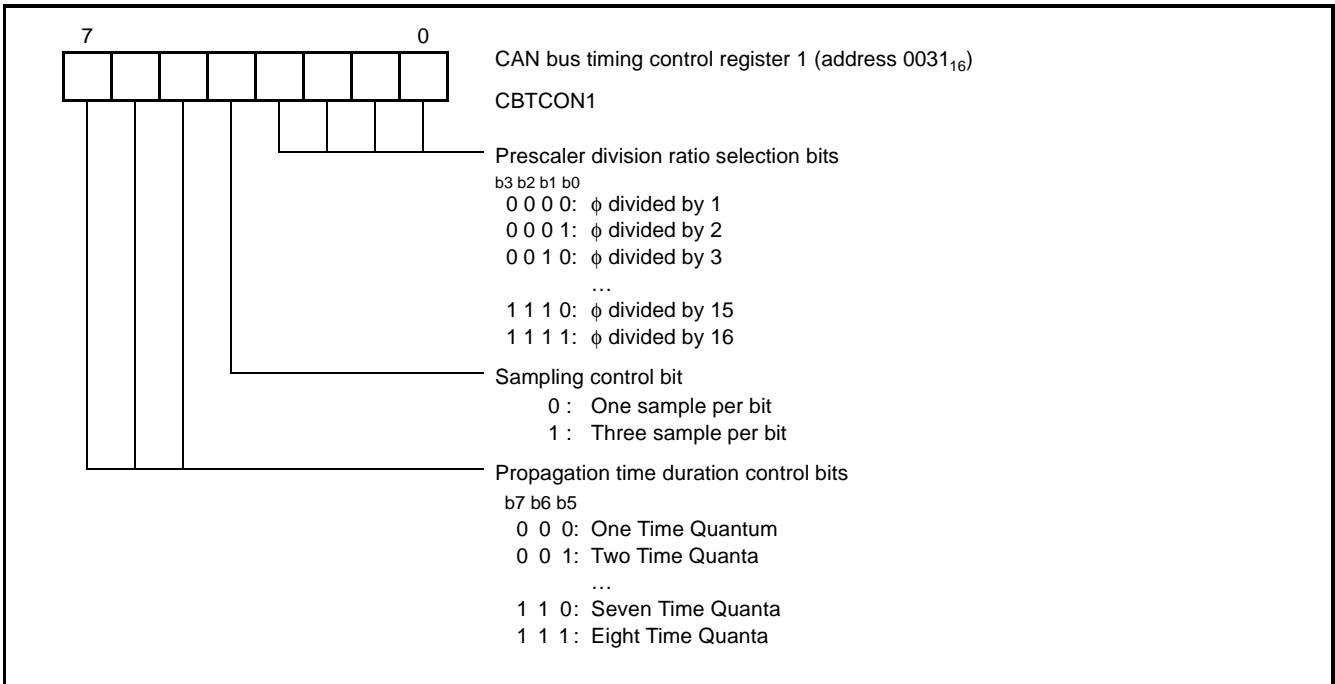 7 0
CAN bus timing control register 1 (address 0031₁₆)
CBTCON1
Prescaler division ratio selection bits
b3 b2 b1 b0
0 0 0 0: ϕ divided by 1
0 0 0 1: ϕ divided by 2
0 0 1 0: ϕ divided by 3
…
1 1 1 0: ϕ divided by 15
1 1 1 1: ϕ divided by 16
Sampling control bit
0 : One sample per bit
1 : Three sample per bit
Propagation time duration control bits
b7 b6 b5
0 0 0: One Time Quantum
0 0 1: Two Time Quanta
…
1 1 0: Seven Time Quanta
1 1 1: Eight Time Quanta